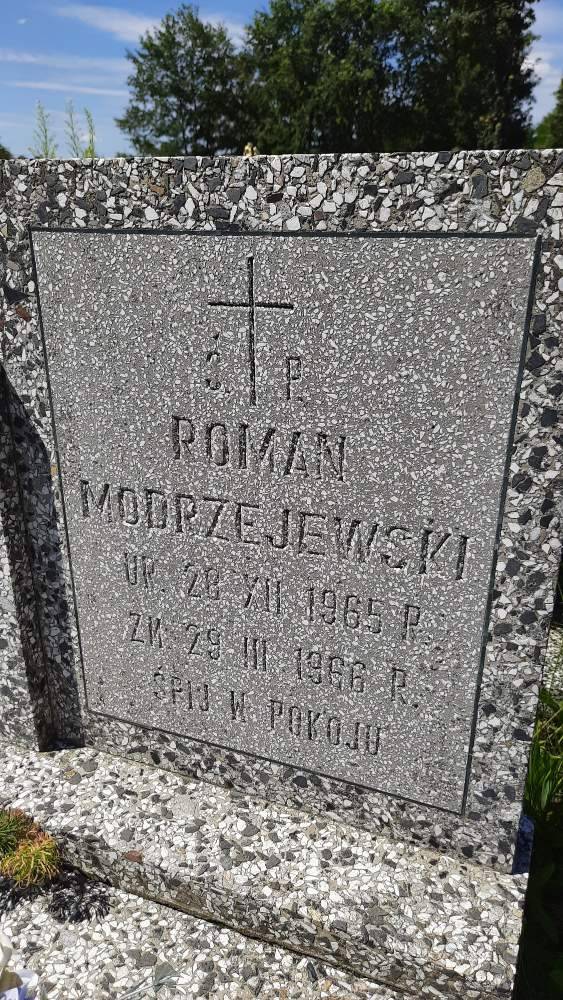 Ś. P.
ROMAN
MODRZEJEWSKI
UR. 28 XII 1965 R.
ZM. 29 III 1966 R.
ŚPIJ W POKOJU